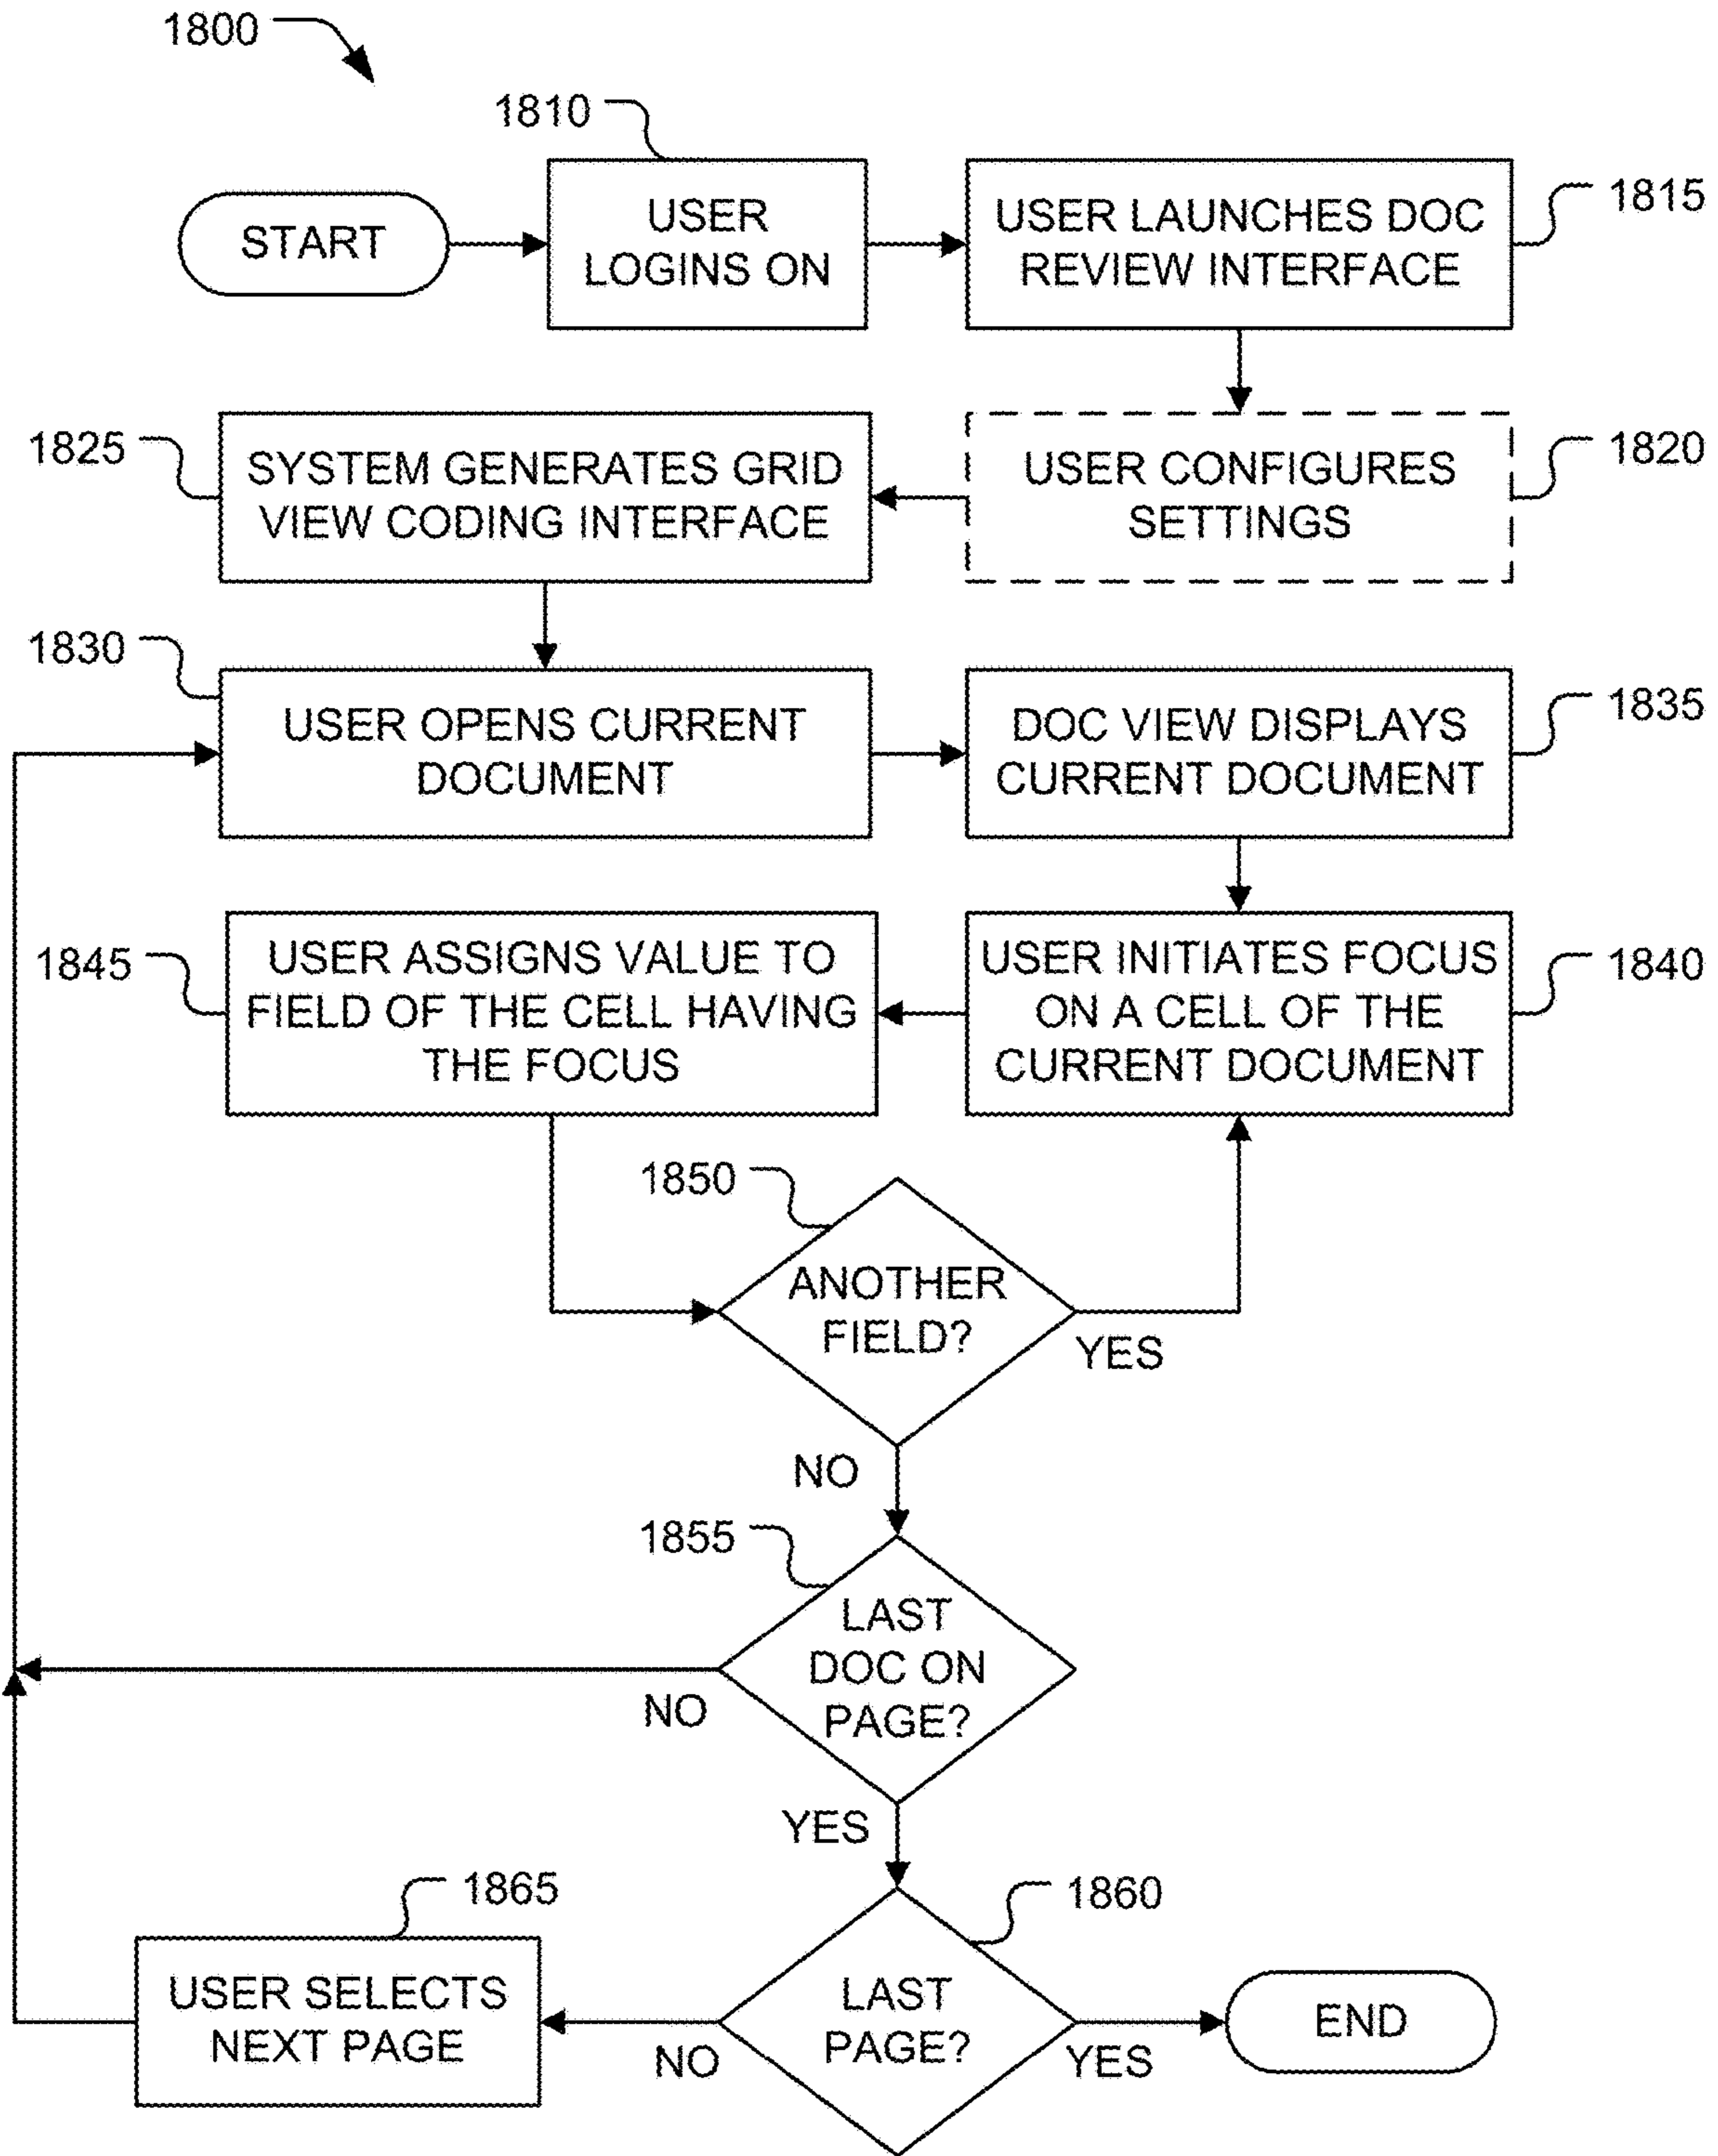 1800
1810
START
USER
LOGINS ON
USER LAUNCHES DOC
REVIEW INTERFACE
1815
1825
SYSTEM GENERATES GRID
VIEW CODING INTERFACE
USER CONFIGURES
SETTINGS
1820
1830
USER OPENS CURRENT
DOCUMENT
DOC VIEW DISPLAYS
CURRENT DOCUMENT
1835
1845
USER ASSIGNS VALUE TO
FIELD OF THE CELL HAVING
THE FOCUS
USER INITIATES FOCUS
ON A CELL OF THE
CURRENT DOCUMENT
1840
1850
ANOTHER
FIELD?
YES
NO
1855
LAST
DOC ON
PAGE?
NO
YES
1865
1860
USER SELECTS
NEXT PAGE
NO
LAST
PAGE?
YES
END